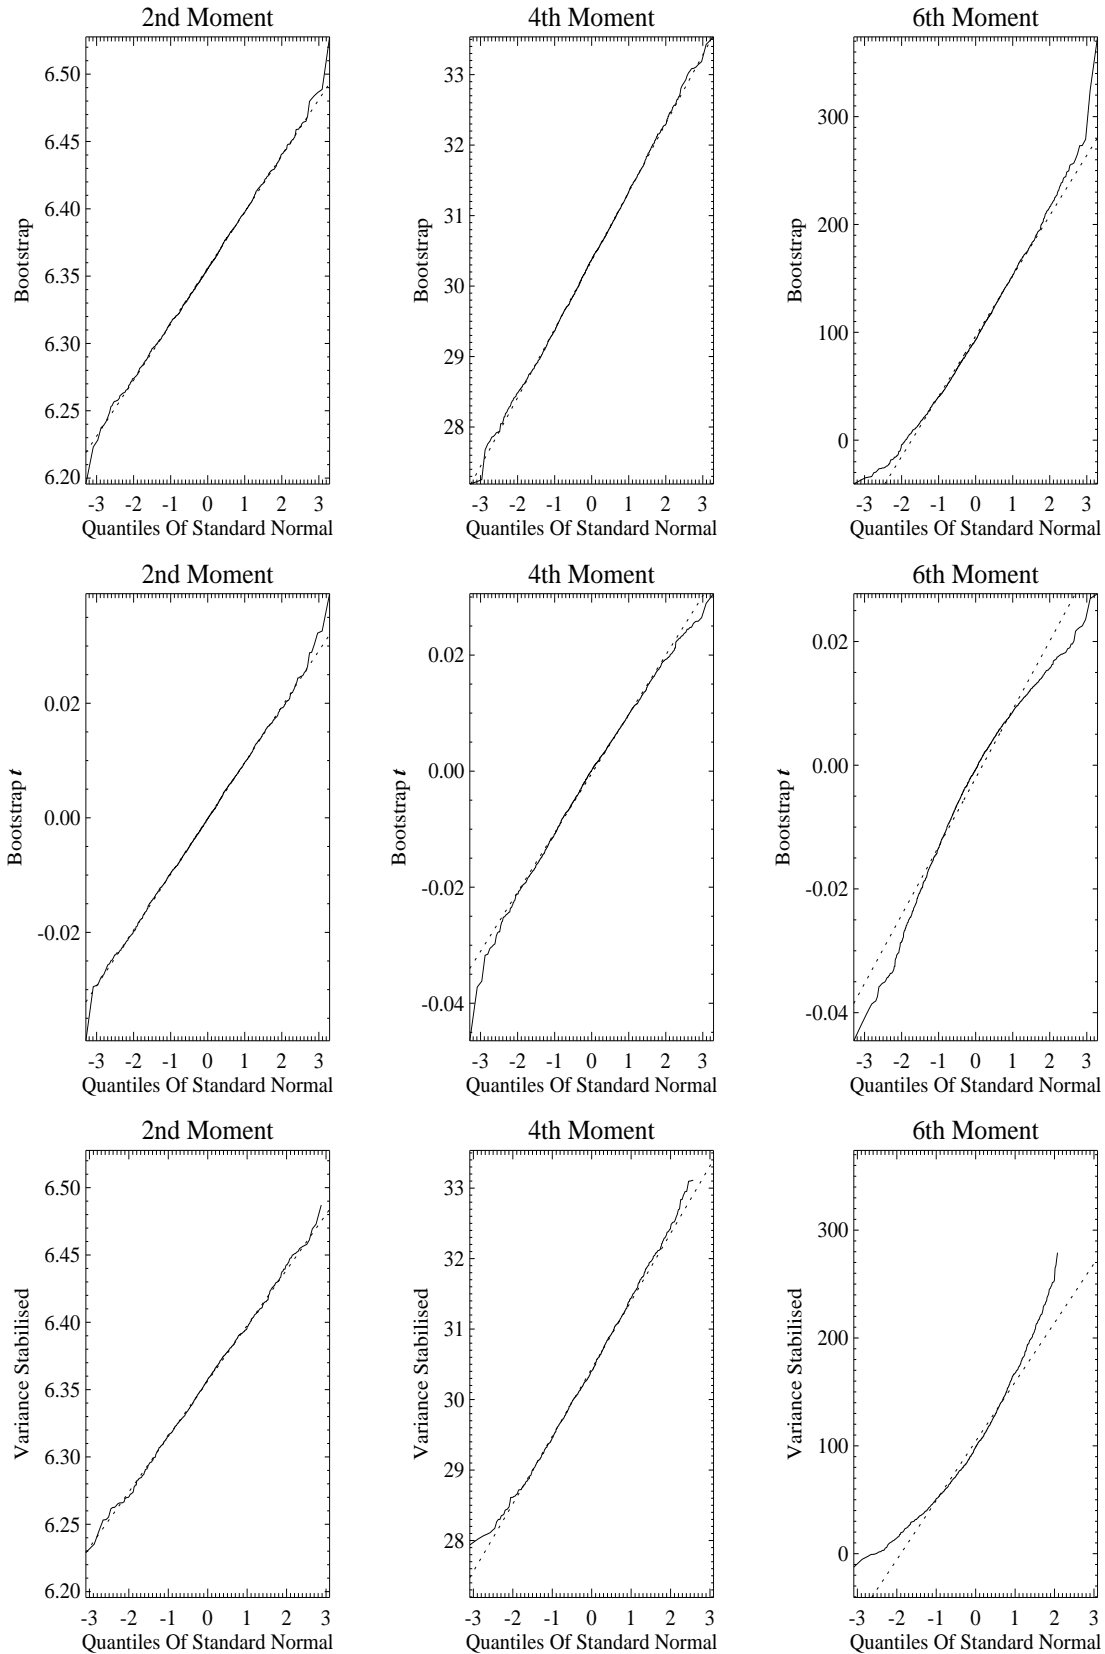 2nd Moment
6.50
6.45
6.40
6.35
6.30
6.25
6.20
Bootstrap
-3 -2 -1 0 1 2 3
Quantiles Of Standard Normal
4th Moment
33
32
31
30
29
28
Bootstrap
-3 -2 -1 0 1 2 3
Quantiles Of Standard Normal
6th Moment
300
200
100
0
Bootstrap
-3 -2 -1 0 1 2 3
Quantiles Of Standard Normal
2nd Moment
0.02
0.00
-0.02
Bootstrap t
-3 -2 -1 0 1 2 3
Quantiles Of Standard Normal
4th Moment
0.02
0.00
-0.02
-0.04
Bootstrap t
-3 -2 -1 0 1 2 3
Quantiles Of Standard Normal
6th Moment
0.02
0.00
-0.02
-0.04
Bootstrap t
-3 -2 -1 0 1 2 3
Quantiles Of Standard Normal
2nd Moment
6.50
6.45
6.40
6.35
6.30
6.25
6.20
Variance Stabilised
-3 -2 -1 0 1 2 3
Quantiles Of Standard Normal
4th Moment
33
32
31
30
29
28
Variance Stabilised
-3 -2 -1 0 1 2 3
Quantiles Of Standard Normal
6th Moment
300
200
100
0
Variance Stabilised
-3 -2 -1 0 1 2 3
Quantiles Of Standard Normal